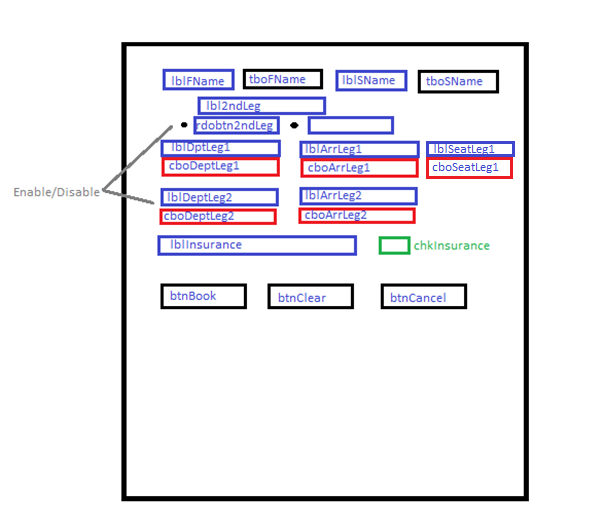 lblFName tboFName lblSName tboSName
lbl2ndLeg
rdobtn2ndLeg
lblDptLeg1 lblArrLeg1 lblSeatLeg1
cboDeptLeg1 cboArrLeg1 cboSeatLeg1
Enable/Disable
lblDeptLeg2 lblArrLeg2
cboDeptLeg2 cboArrLeg2
lblInsurance chkInsurance
btnBook btnClear btnCancel